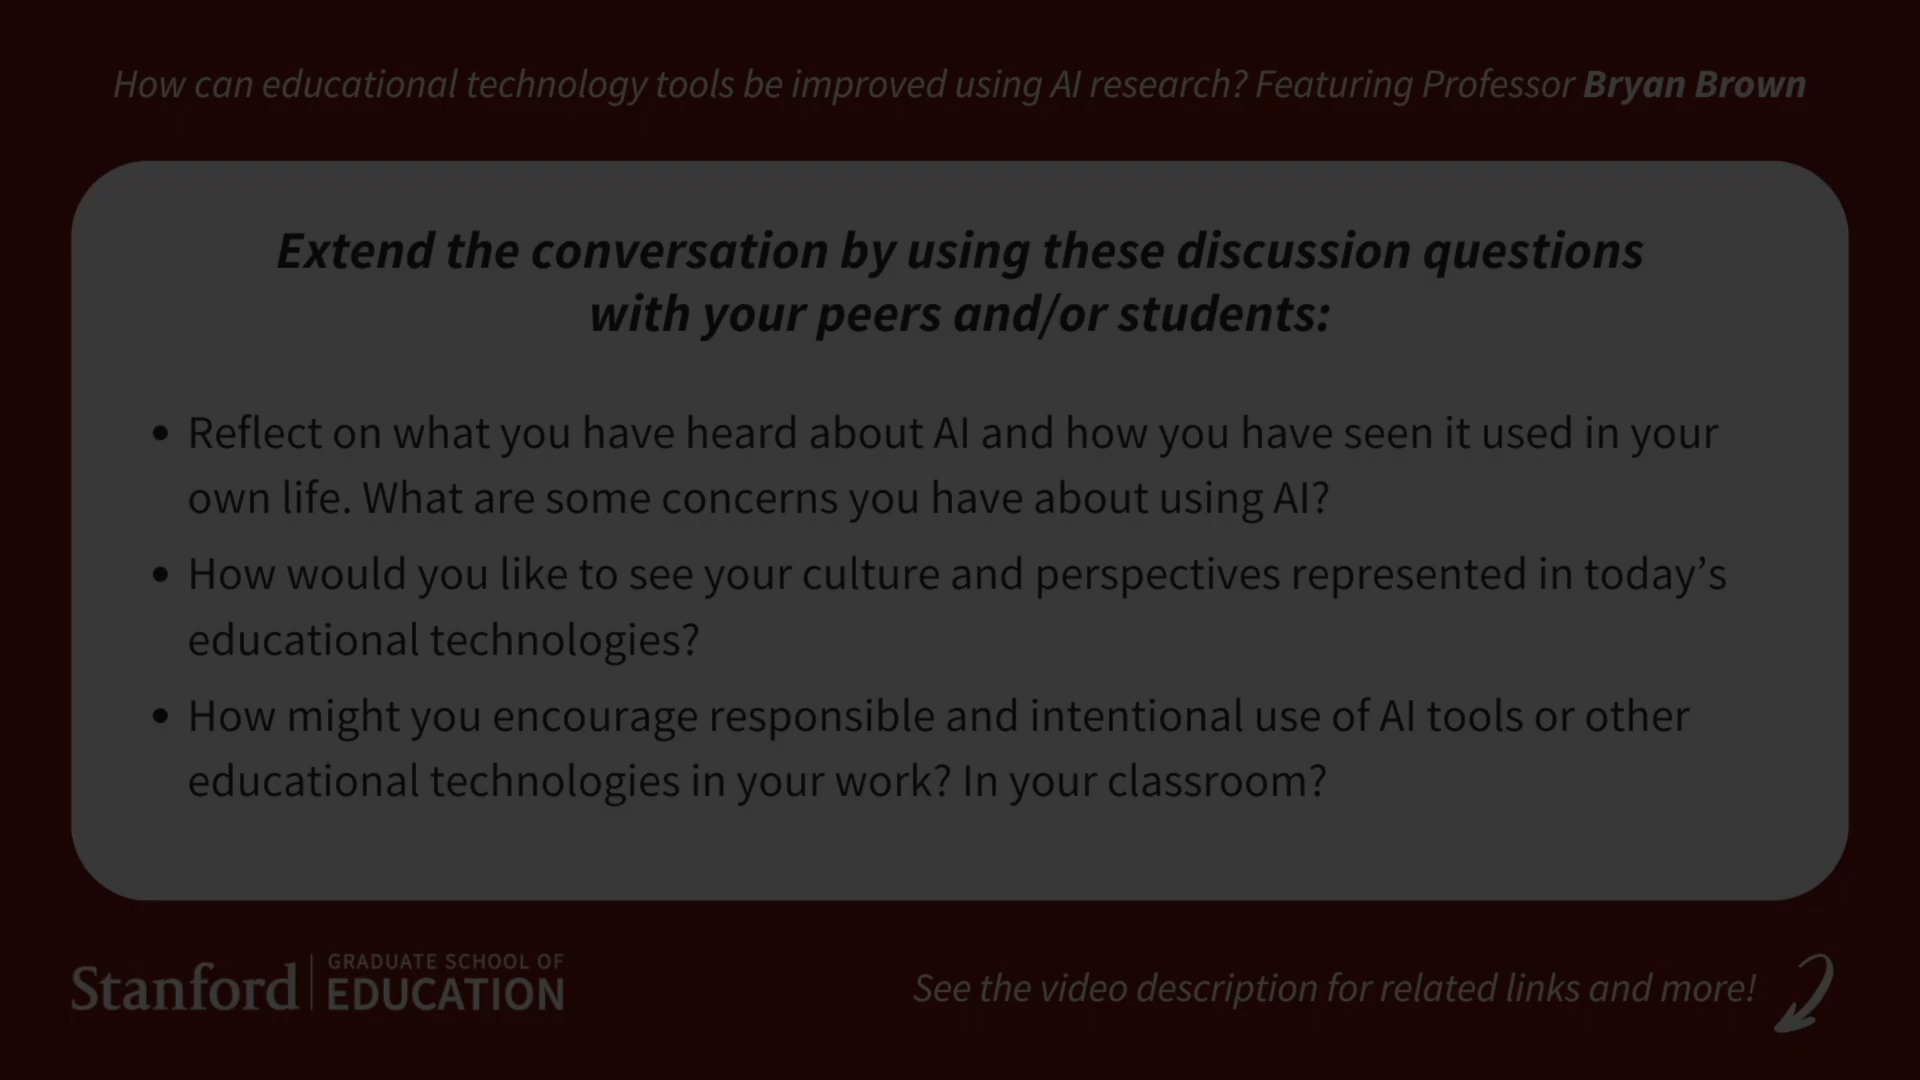 How can educational technology tools be improved using AI research? Featuring Professor Bryan Brown
Extend the conversation by using these discussion questions
with your peers and/or students:
• Reflect on what you have heard about AI and how you have seen it used in your
own life. What are some concerns you have about using AI?
• How would you like to see your culture and perspectives represented in today’s
educational technologies?
• How might you encourage responsible and intentional use of AI tools or other
educational technologies in your work? In your classroom?
Stanford
GRADUATE SCHOOL OF
EDUCATION
See the video description for related links and more!